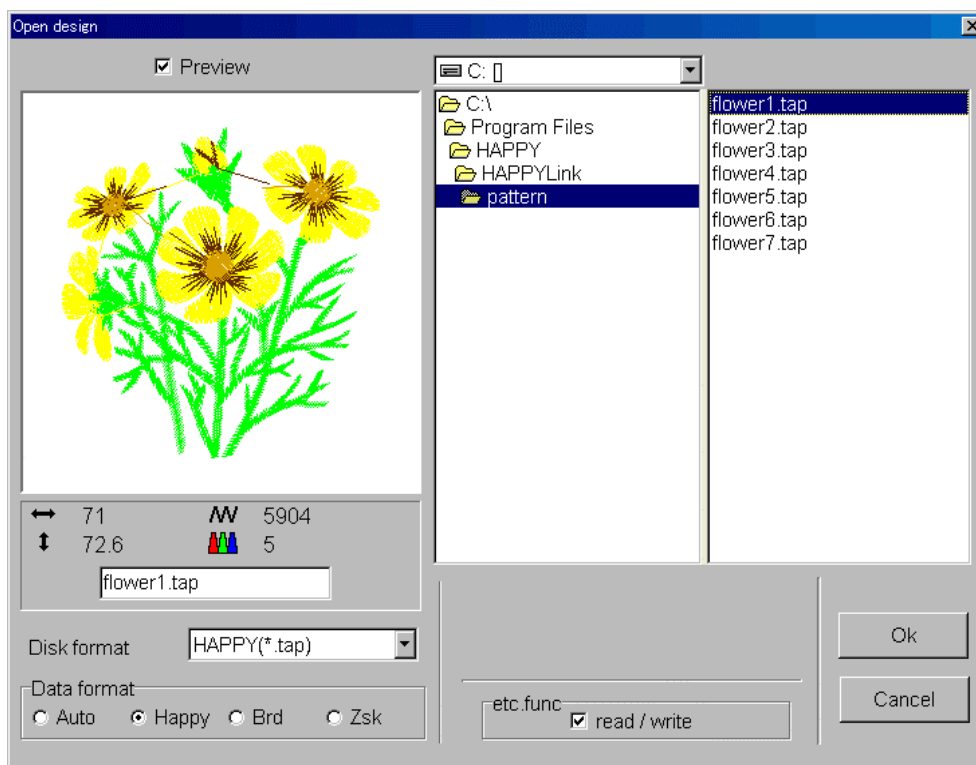 Open design
Preview
C: []
C:\
Program Files
HAPPY
HAPPYLink
pattern
flower1.tap
flower2.tap
flower3.tap
flower4.tap
flower5.tap
flower6.tap
flower7.tap
71 5904
72.6 5
flower1.tap
Disk format HAPPY(*.tap)
Data format
Auto Happy Brd Zsk
etc.func
read / write
Ok
Cancel